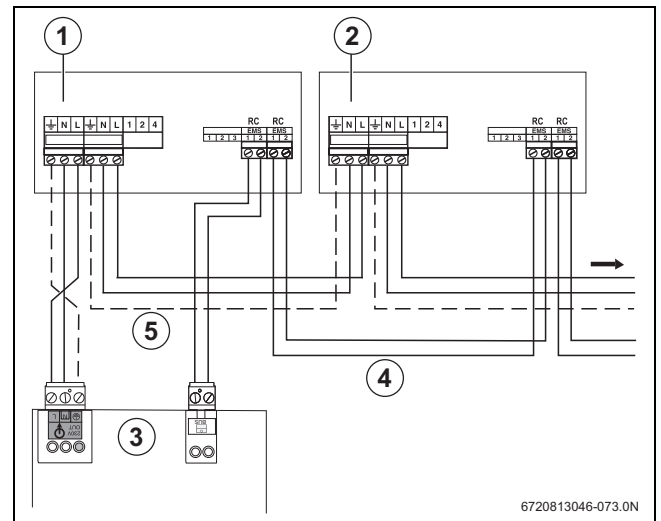 1
2
⏚ N L ⏚ N L 1 2 4
RC RC
EMS EMS
1 2 3 1 2 1 2
⏚ N L ⏚ N L 1 2 4
RC RC
EMS EMS
1 2 3 1 2 1 2
5
4
3
L N
230V
OUT
BUS
6720813046-073.0N